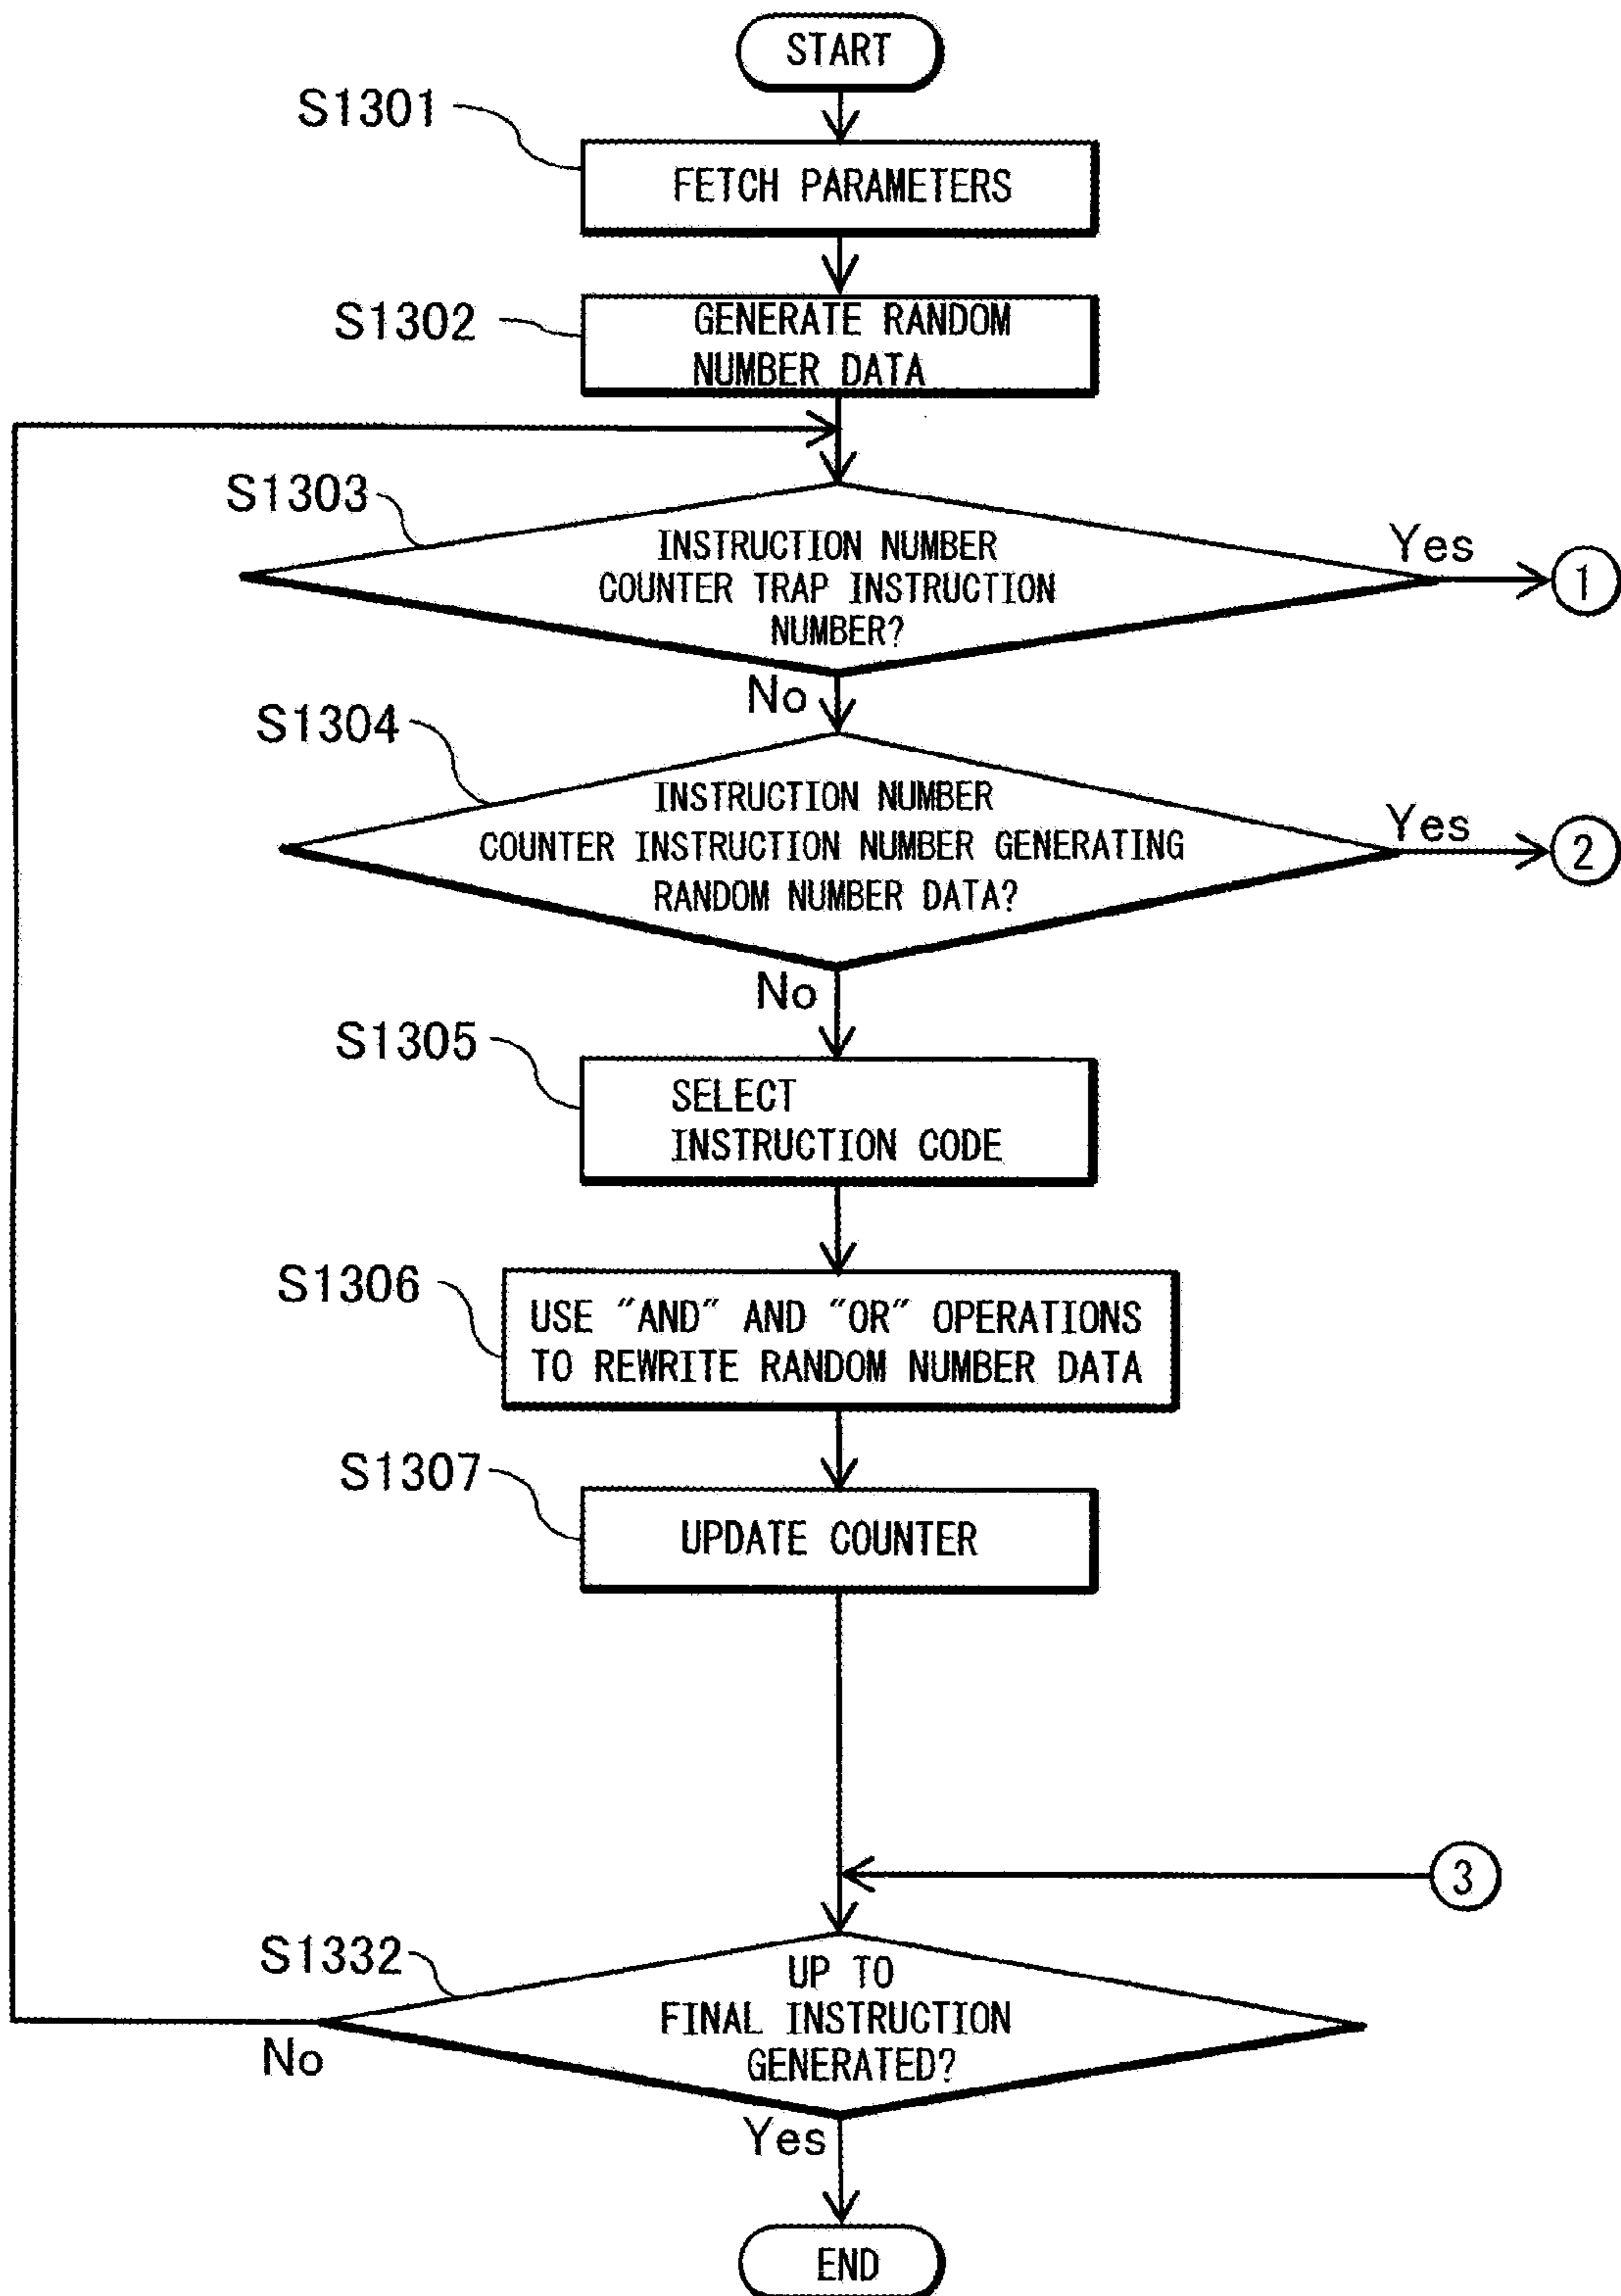 START
S1301
FETCH PARAMETERS
S1302
GENERATE RANDOM
NUMBER DATA
S1303
INSTRUCTION NUMBER
COUNTER TRAP INSTRUCTION
NUMBER?
Yes
1
No
S1304
INSTRUCTION NUMBER
COUNTER INSTRUCTION NUMBER GENERATING
RANDOM NUMBER DATA?
Yes
2
No
S1305
SELECT
INSTRUCTION CODE
S1306
USE "AND" AND "OR" OPERATIONS
TO REWRITE RANDOM NUMBER DATA
S1307
UPDATE COUNTER
3
S1332
UP TO
FINAL INSTRUCTION
GENERATED?
No
Yes
END